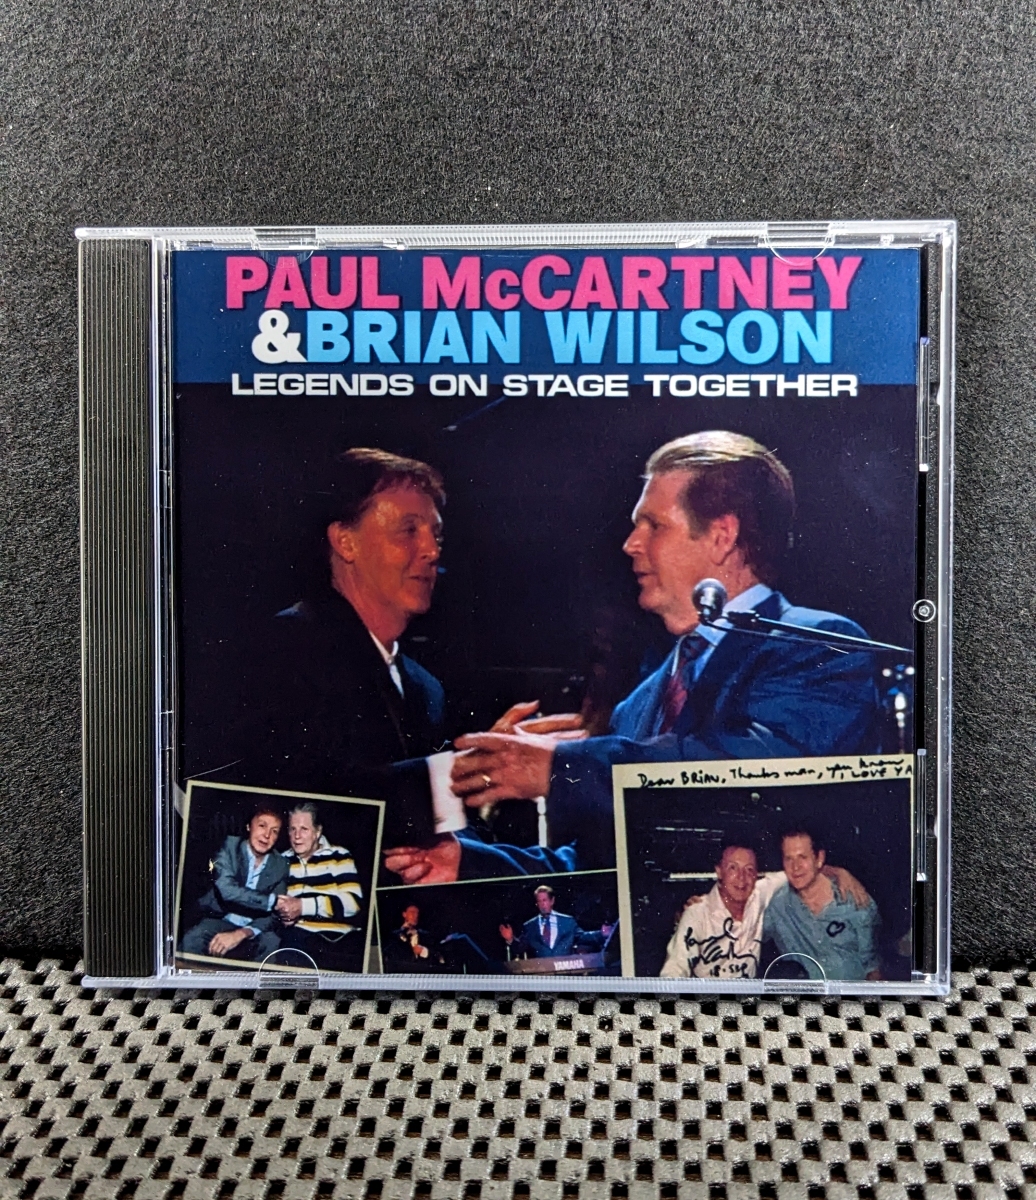 PAUL McCARTNEY
& BRIAN WILSON
LEGENDS ON STAGE TOGETHER
Dear BRIAN, Thanks man, you know
I LOVE YA
YAMAHA